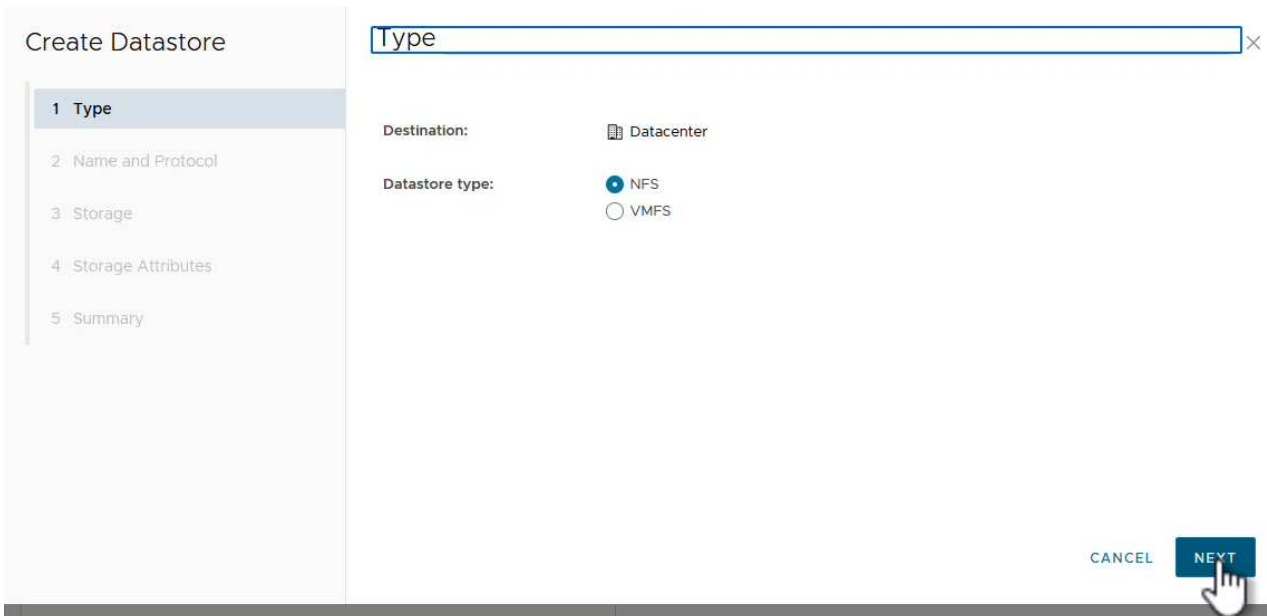 Create Datastore
1 Type
2 Name and Protocol
3 Storage
4 Storage Attributes
5 Summary
Type
Destination: Datacenter
Datastore type: NFS
VMFS
CANCEL NEXT